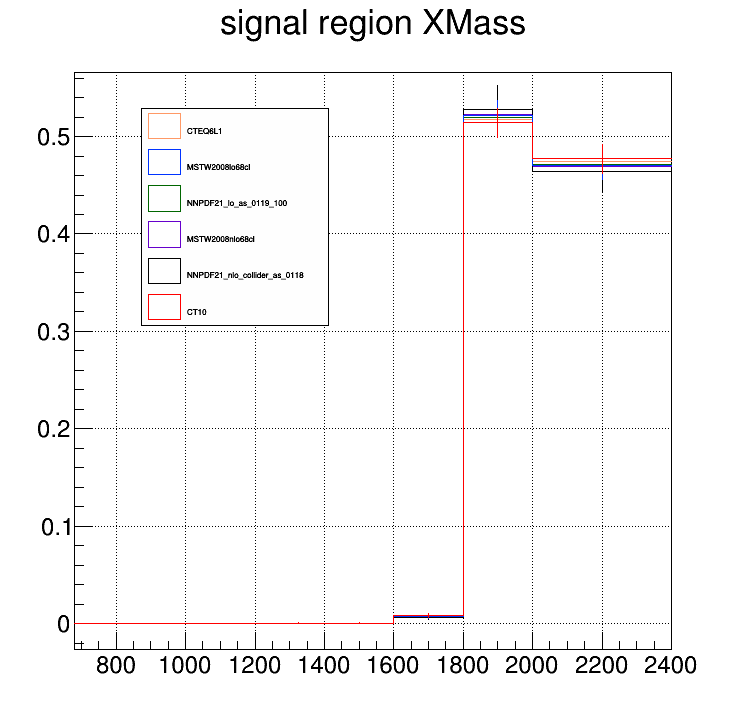 signal region XMass
0.5
0.4
0.3
0.2
0.1
0
CTEQ6L1
MSTW2008lo68cl
NNPDF21_lo_as_0119_100
MSTW2008nlo68cl
NNPDF21_nlo_collider_as_0118
CT10
800 1000 1200 1400 1600 1800 2000 2200 2400